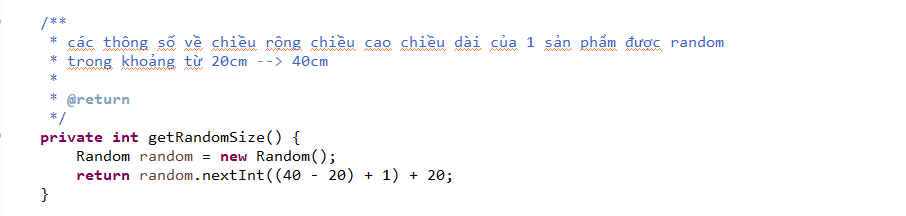 /**
 * các thông số về chiều rộng chiều cao chiều dài của 1 sản phẩm được random
 * trong khoảng từ 20cm --> 40cm
 *
 * @return
 */
private int getRandomSize() {
    Random random = new Random();
    return random.nextInt((40 - 20) + 1) + 20;
}